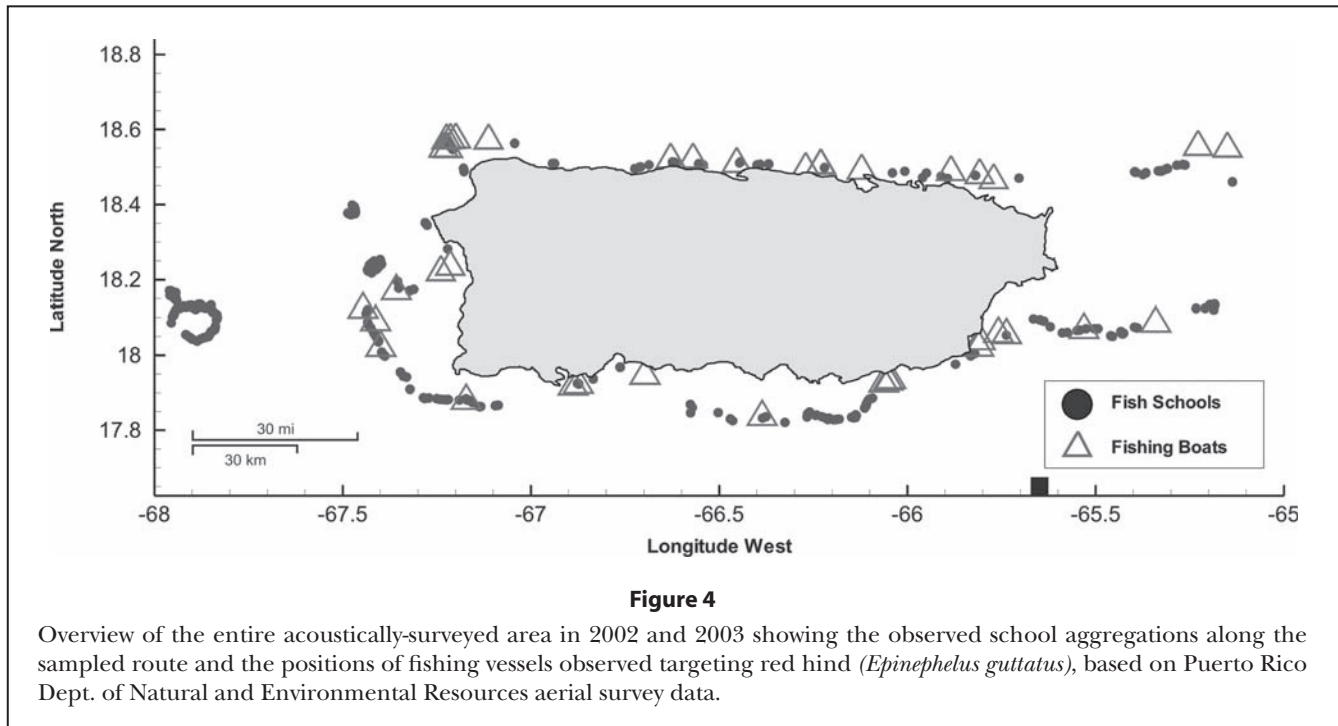 18.8
18.6
18.4
18.2
18
17.8
Latitude North
30 mi
30 km
Fish Schools
Fishing Boats
-68
-67.5
-67
-66.5
-66
-65.5
-65
Longitude West
Figure 4
Overview of the entire acoustically-surveyed area in 2002 and 2003 showing the observed school aggregations along the
sampled route and the positions of fishing vessels observed targeting red hind (Epinephelus guttatus), based on Puerto Rico
Dept. of Natural and Environmental Resources aerial survey data.